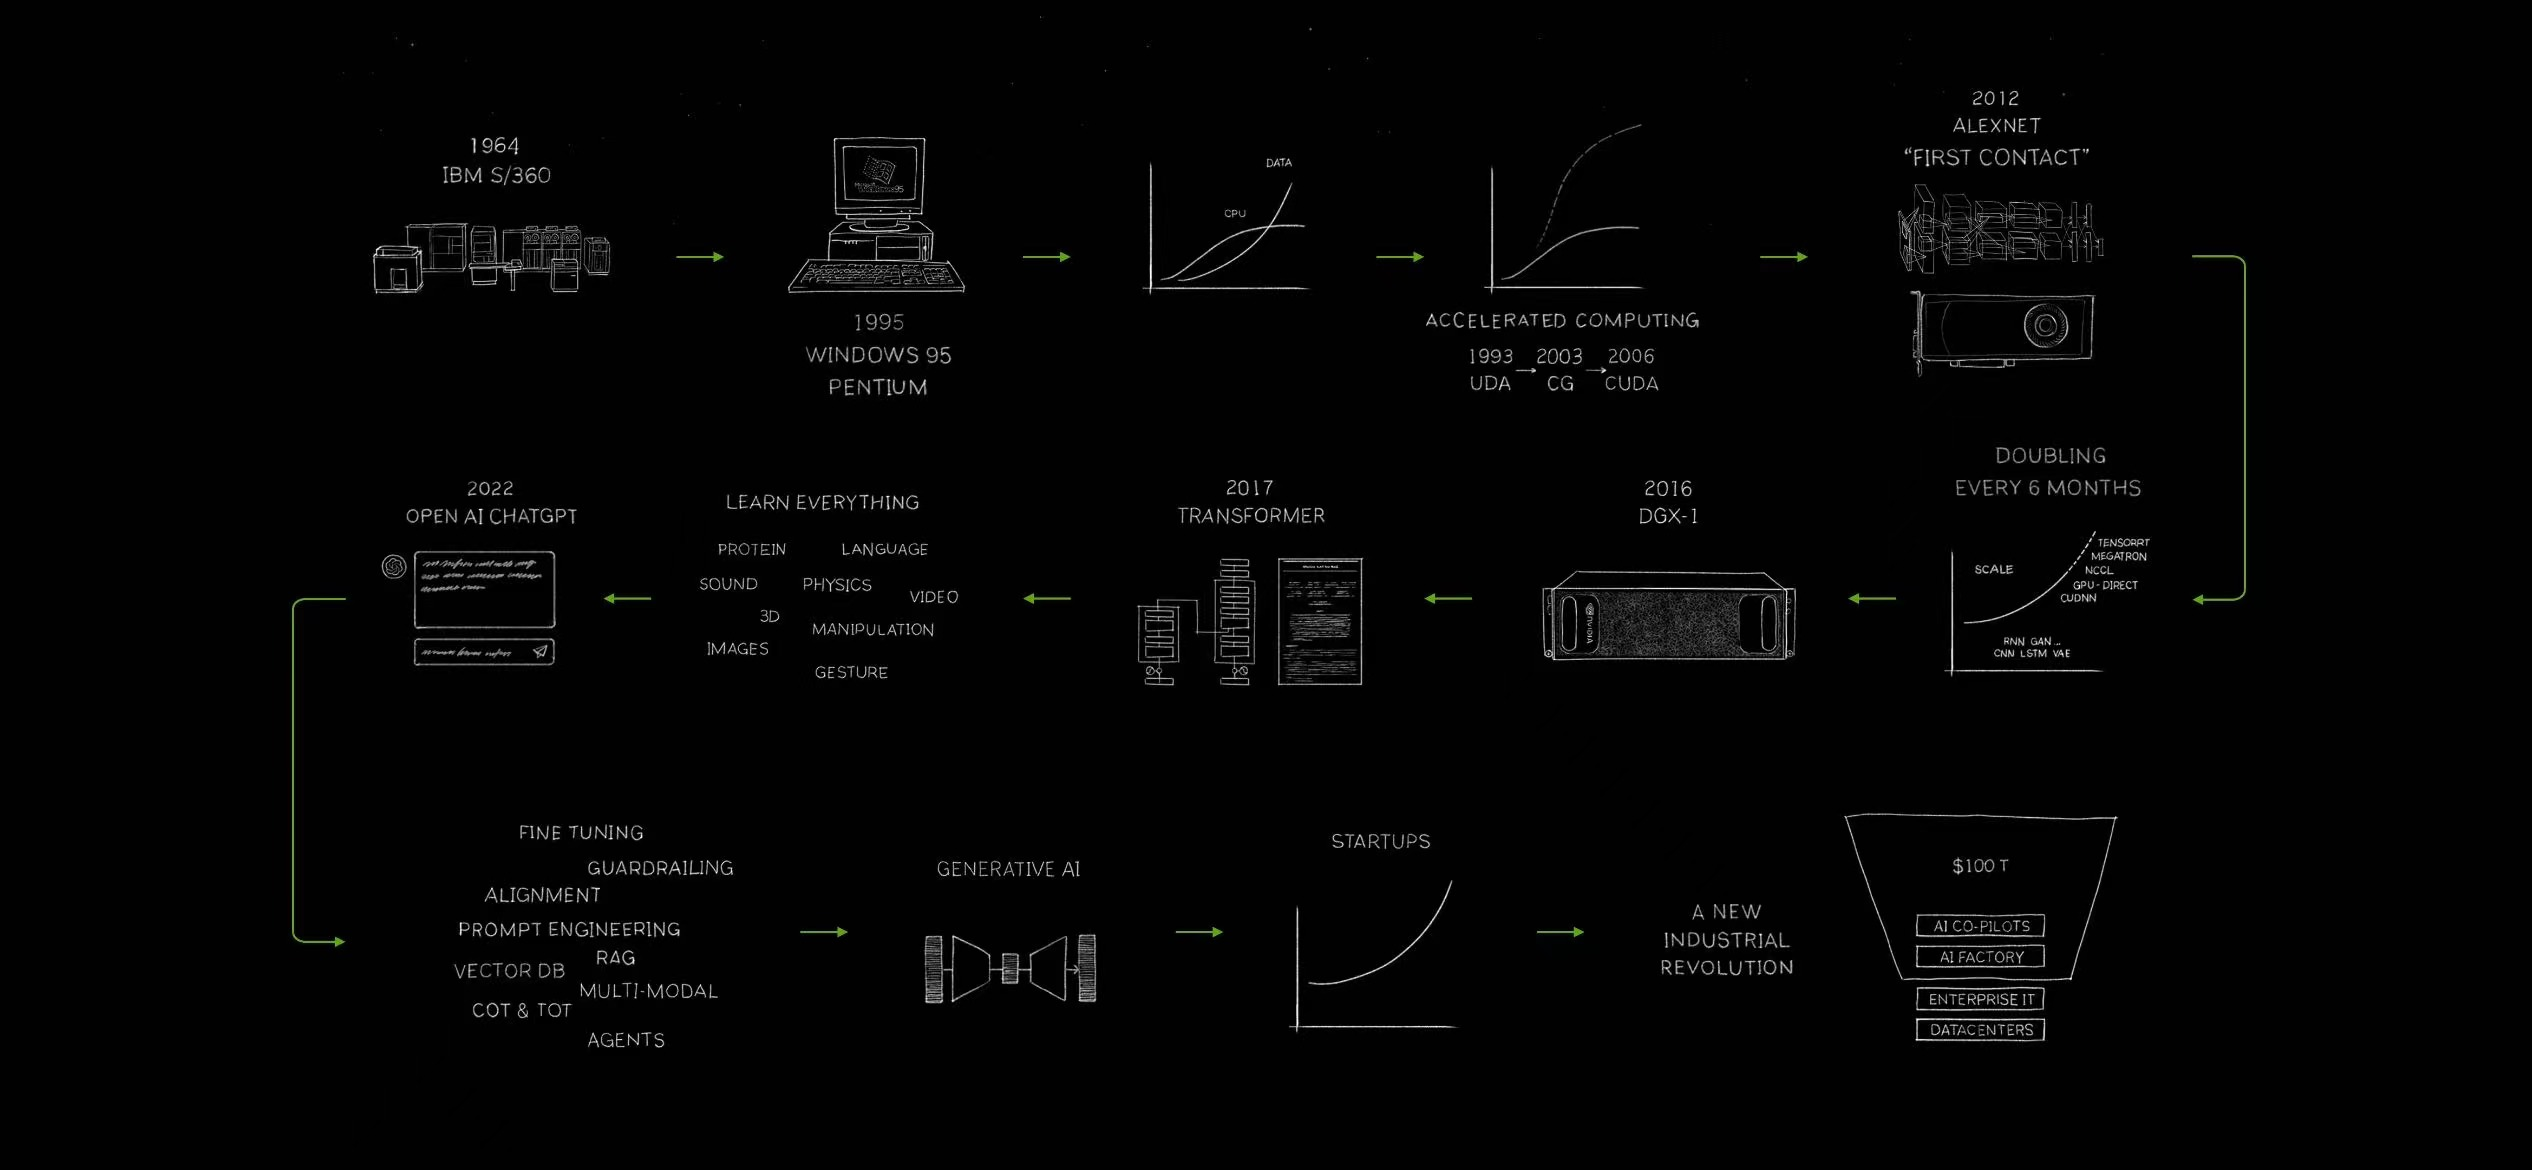 1964
IBM S/360
1995
WINDOWS 95
PENTIUM
DATA
CPU
ACCELERATED COMPUTING
1993 2003 2006
UDA CG CUDA
2012
ALEXNET
“FIRST CONTACT”
DOUBLING
EVERY 6 MONTHS
SCALE
TENSORRT
MEGATRON
NCCL
GPU-DIRECT
CUDNN
RNN GAN...
CNN LSTM VAE
2016
DGX-1
NVIDIA
2017
TRANSFORMER
LEARN EVERYTHING
PROTEIN LANGUAGE
SOUND PHYSICS
VIDEO
3D
MANIPULATION
IMAGES
GESTURE
2022
OPEN AI CHATGPT
FINE TUNING
GUARDRAILING
ALIGNMENT
PROMPT ENGINEERING
RAG
VECTOR DB
MULTI-MODAL
COT & TOT
AGENTS
GENERATIVE AI
STARTUPS
A NEW
INDUSTRIAL
REVOLUTION
$100 T
AI CO-PILOTS
AI FACTORY
ENTERPRISE IT
DATACENTERS